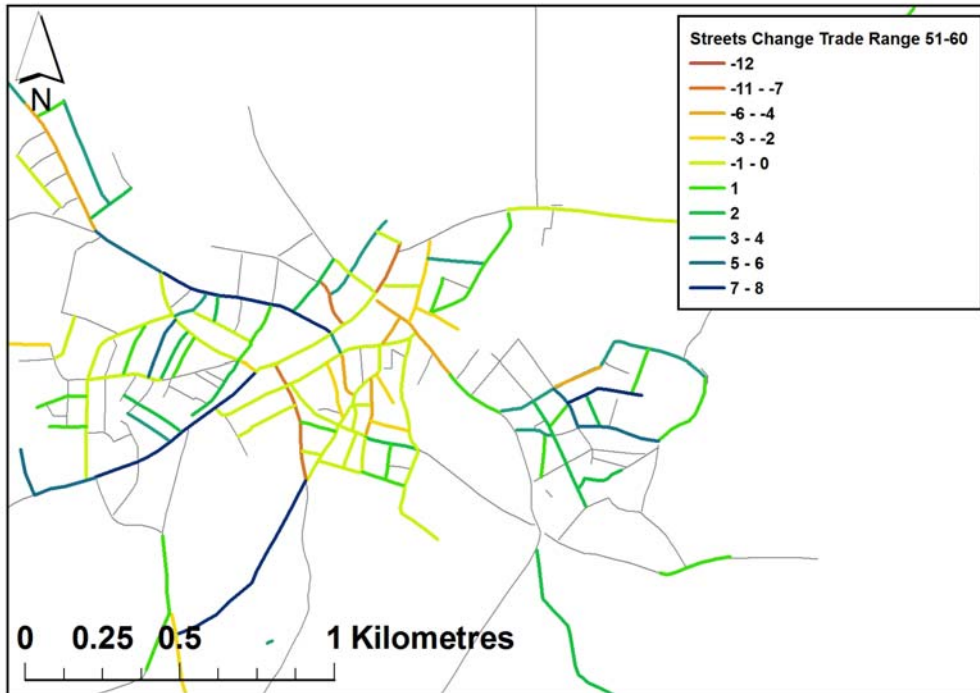 N
Streets Change Trade Range 51-60
-12
-11 - -7
-6 - -4
-3 - -2
-1 - 0
1
2
3 - 4
5 - 6
7 - 8
0 0.25 0.5 1 Kilometres